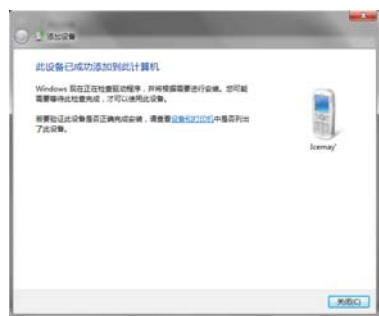 添加设备
此设备已成功添加到此计算机
Windows 现在正在检查驱动程序，并将根据需要进行安装。您可能
需要等待此检查完成，才可以使用此设备。
若要验证此设备是否正确完成安装，请查看设备和打印机中是否列出
了此设备。
Icemay'
关闭(C)